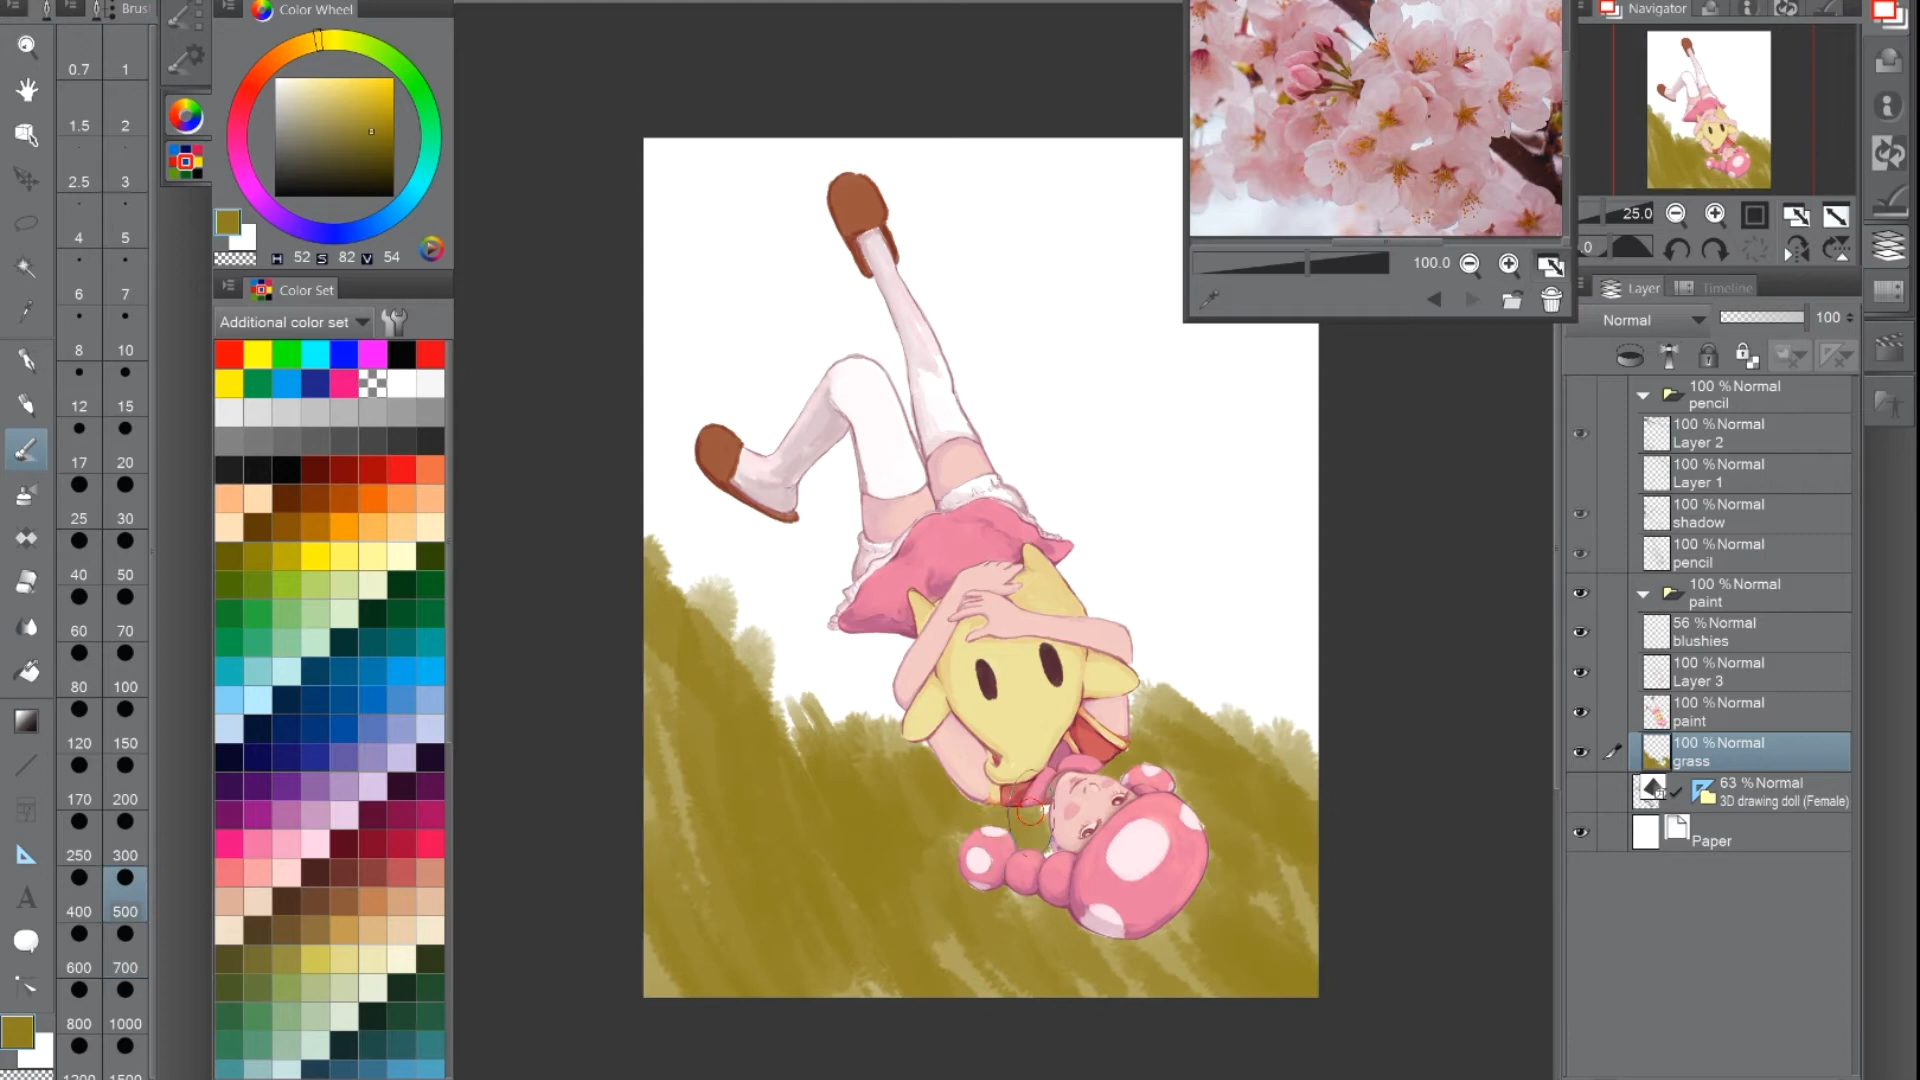 Brus
Color Wheel
Navigator
0.7 1
1.5 2
2.5 3
4 5
6 7
8 10
12 15
17 20
25 30
40 50
60 70
80 100
120 150
170 200
250 300
400 500
600 700
800 1000
H 52 S 82 V 54
Color Set
Additional color set
100.0
25.0
.0
Layer Timeline
Normal 100
100 %Normal
pencil
100 %Normal
Layer 2
100 %Normal
Layer 1
100 %Normal
shadow
100 %Normal
pencil
100 %Normal
paint
56 %Normal
blushies
100 %Normal
Layer 3
100 %Normal
paint
100 %Normal
grass
63 %Normal
3D drawing doll (Female)
Paper
A